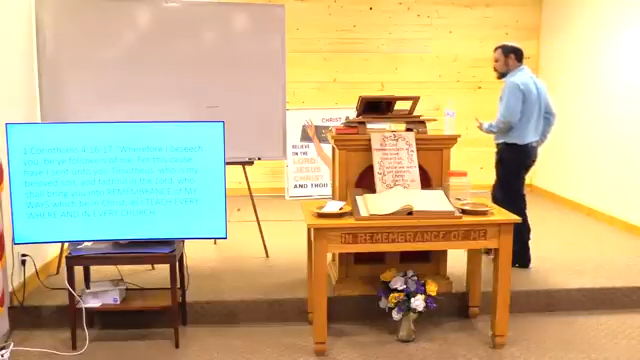 1 Corinthians 4:16-17 "Wherefore I beseech
you, be ye followers of me. For this cause
have I sent unto you Timotheus, who is my
beloved son, and faithful in the Lord, who
shall bring you into REMEMBRANCE of MY
WAYS which be in Christ, as I TEACH EVERY
WHERE AND IN EVERY CHURCH.
CHRIST
BELIEVE
ON THE
LORD
JESUS
CHRIST
AND THOU
IN REMEMBRANCE OF ME